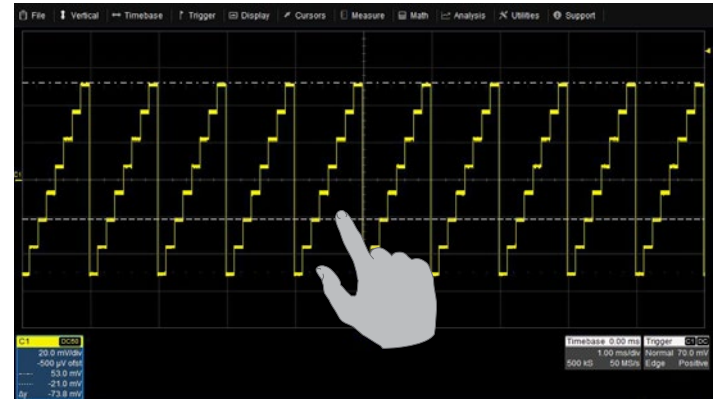 File Vertical Timebase Trigger Display Cursors Measure Math Analysis Utilities Support
C1
C1 DC50
20.0 mV/div
-500 µV ofst
53.0 mV
-21.0 mV
Δy -73.8 mV
Timebase 0.00 ms
1.00 ms/div
500 kS 50 MS/s
Trigger C1 DC
Normal 70.0 mV
Edge Positive